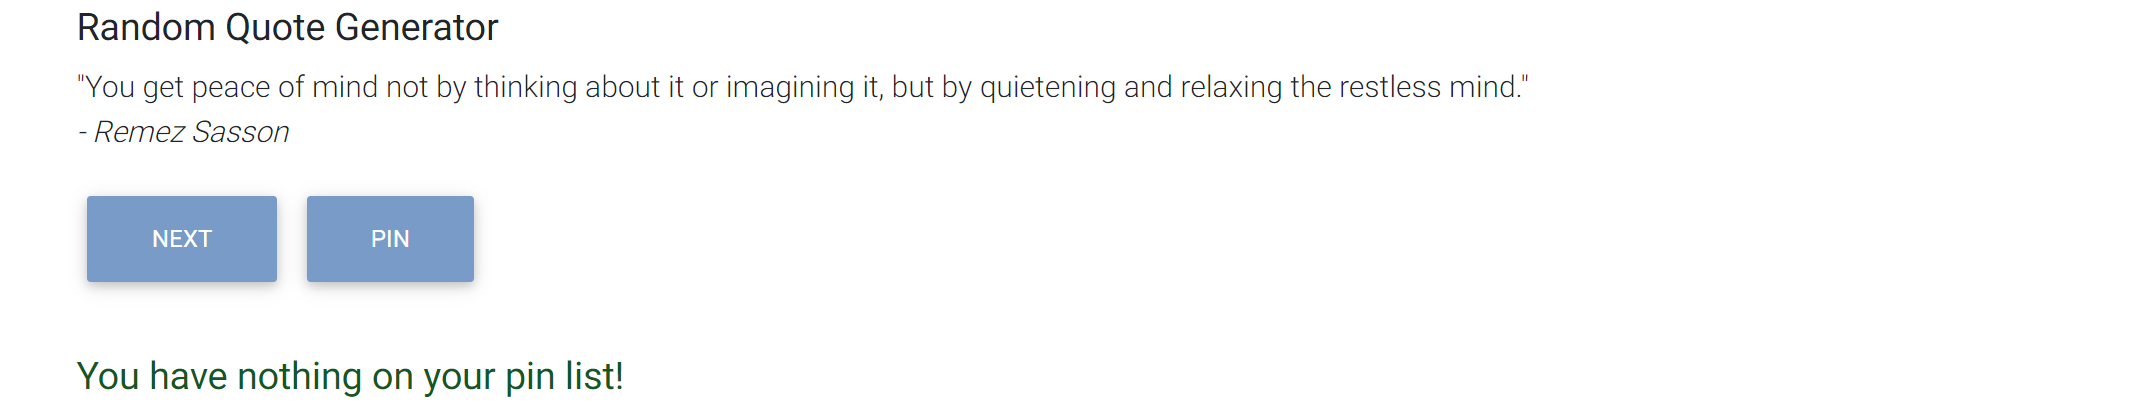 Random Quote Generator
"You get peace of mind not by thinking about it or imagining it, but by quietening and relaxing the restless mind."
- Remez Sasson
NEXT PIN
You have nothing on your pin list!